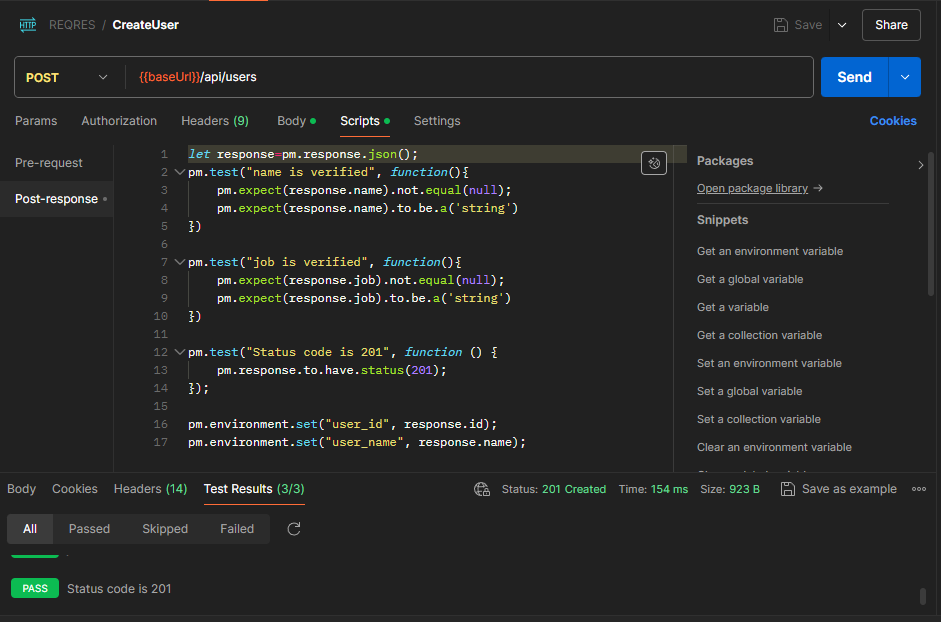 HTTP REQRES / CreateUser Save Share
POST {{baseUrl}}/api/users Send
Params Authorization Headers (9) Body Scripts Settings Cookies
Pre-request
Post-response
1 let response=pm.response.json();
2 pm.test("name is verified", function(){
3 pm.expect(response.name).not.equal(null);
4 pm.expect(response.name).to.be.a('string')
5 })
6
7 pm.test("job is verified", function(){
8 pm.expect(response.job).not.equal(null);
9 pm.expect(response.job).to.be.a('string')
10 })
11
12 pm.test("Status code is 201", function () {
13 pm.response.to.have.status(201);
14 });
15
16 pm.environment.set("user_id", response.id);
17 pm.environment.set("user_name", response.name);
Packages
Open package library →
Snippets
Get an environment variable
Get a global variable
Get a variable
Get a collection variable
Set an environment variable
Set a global variable
Set a collection variable
Clear an environment variable
Body Cookies Headers (14) Test Results (3/3) Status: 201 Created Time: 154 ms Size: 923 B Save as example
All Passed Skipped Failed
PASS Status code is 201